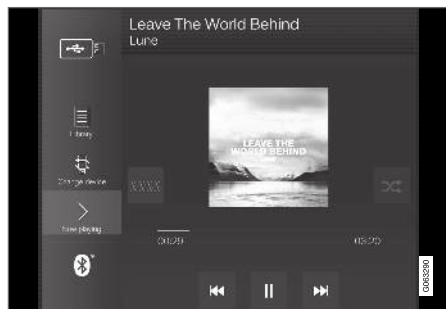 Leave The World Behind
Lune
Library
Change device
Now playing
LEAVE THE
WORLD BEHIND
XXXX
00:29
03:20
G063290